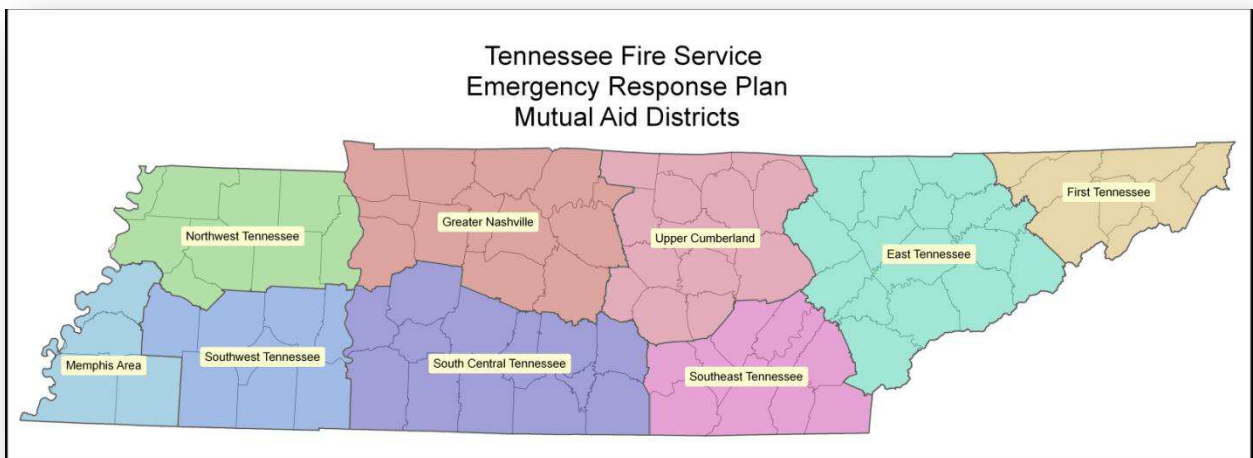 Tennessee Fire Service
Emergency Response Plan
Mutual Aid Districts
First Tennessee
Northwest Tennessee
Greater Nashville
Upper Cumberland
East Tennessee
Memphis Area
Southwest Tennessee
South Central Tennessee
Southeast Tennessee